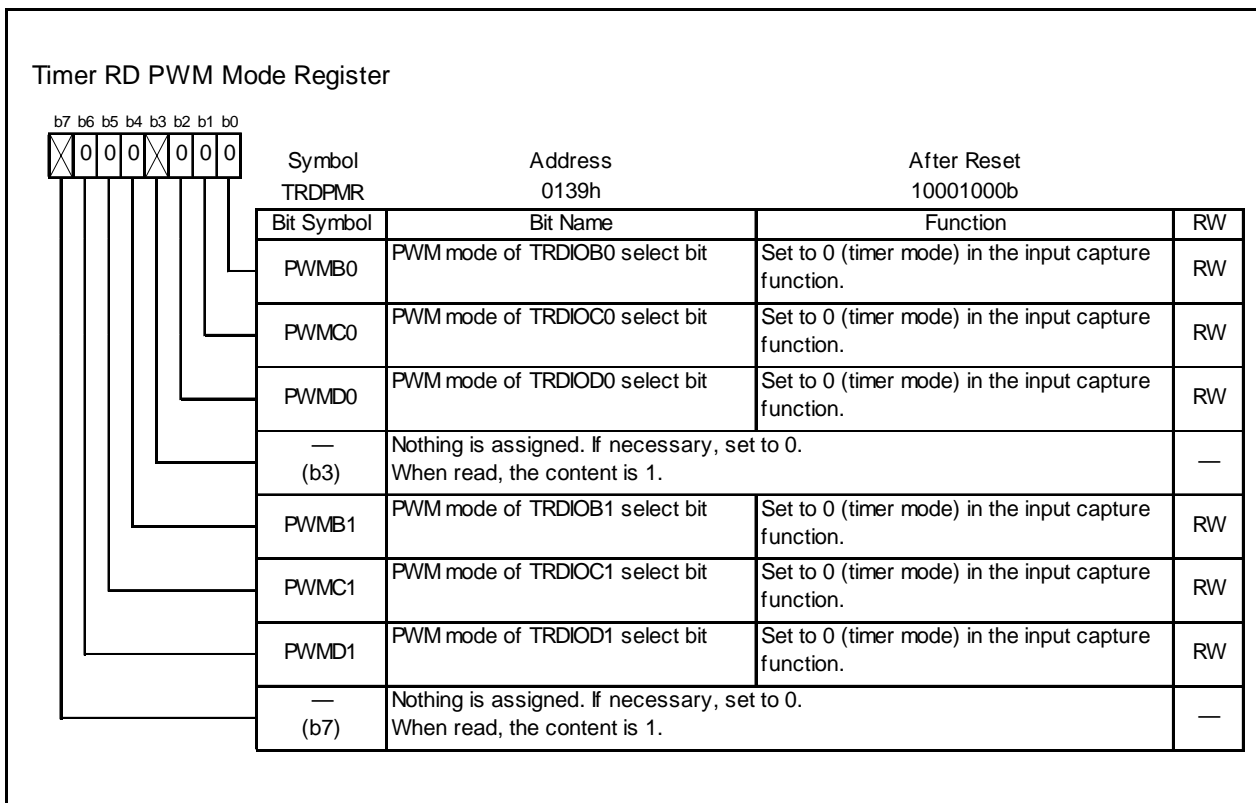 Timer RD PWM Mode Register
b7 b6 b5 b4 b3 b2 b1 b0
0 0 0 0 0 0
Symbol Address After Reset
TRDPMR 0139h 10001000b
Bit Symbol Bit Name Function RW
PWMB0 PWM mode of TRDIOB0 select bit Set to 0 (timer mode) in the input capture RW
function.
PWMC0 PWM mode of TRDIOC0 select bit Set to 0 (timer mode) in the input capture RW
function.
PWMD0 PWM mode of TRDIOD0 select bit Set to 0 (timer mode) in the input capture RW
function.
— Nothing is assigned. If necessary, set to 0. —
(b3) When read, the content is 1.
PWMB1 PWM mode of TRDIOB1 select bit Set to 0 (timer mode) in the input capture RW
function.
PWMC1 PWM mode of TRDIOC1 select bit Set to 0 (timer mode) in the input capture RW
function.
PWMD1 PWM mode of TRDIOD1 select bit Set to 0 (timer mode) in the input capture RW
function.
— Nothing is assigned. If necessary, set to 0. —
(b7) When read, the content is 1.